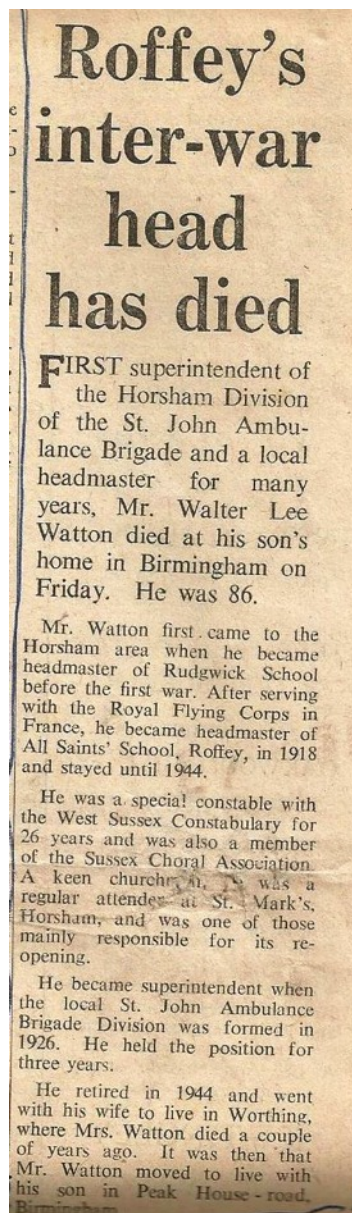 Roffey's
inter-war
head
has died
FIRST superintendent of
the Horsham Division
of the St. John Ambu-
lance Brigade and a local
headmaster for many
years, Mr. Walter Lee
Watton died at his son's
home in Birmingham on
Friday. He was 86.
Mr. Watton first came to the
Horsham area when he became
headmaster of Rudgwick School
before the first war. After serving
with the Royal Flying Corps in
France, he became headmaster of
All Saints' School, Roffey, in 1918
and stayed until 1944.
He was a special constable with
the West Sussex Constabulary for
26 years and was also a member
of the Sussex Choral Association.
A keen churchman, was a
regular attender at St. Mark's,
Horsham, and was one of those
mainly responsible for its re-
opening.
He became superintendent when
the local St. John Ambulance
Brigade Division was formed in
1926. He held the position for
three years.
He retired in 1944 and went
with his wife to live in Worthing,
where Mrs. Watton died a couple
of years ago. It was then that
Mr. Watton moved to live with
his son in Peak House-road,
Birmingham